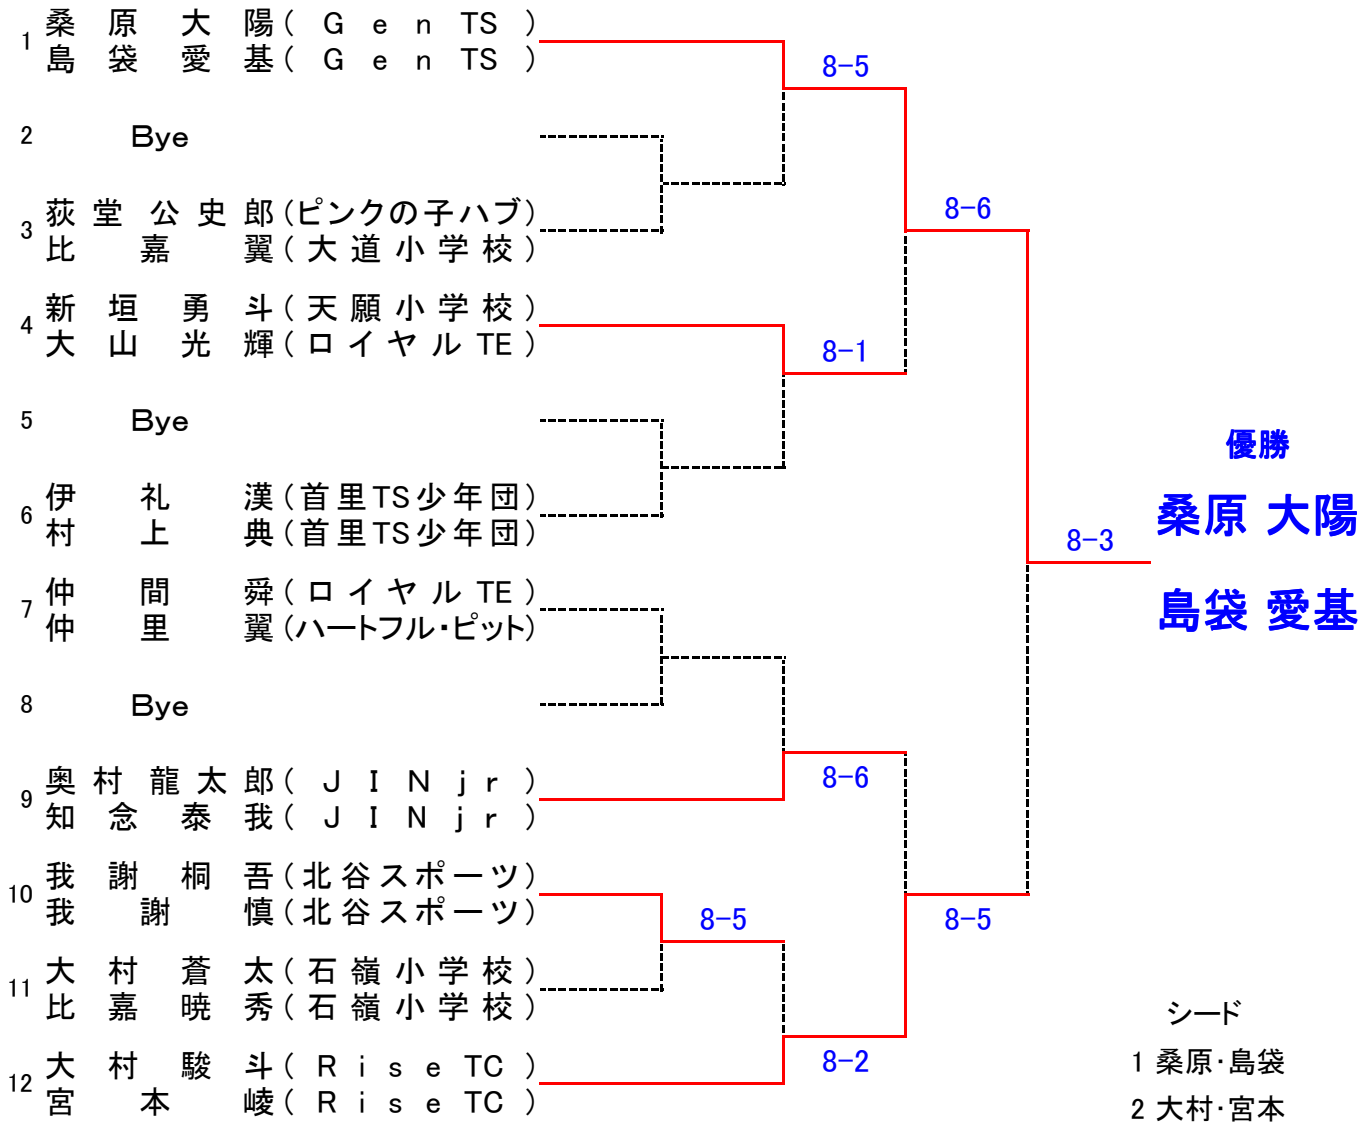 1 桑原大陽(Gen TS)
島袋愛基(Gen TS)
8-5
2 Bye
3 荻堂公史郎(ピンクの子ハブ)
比嘉翼(大道小学校)
8-6
4 新垣勇斗(天願小学校)
大山光輝(ロイヤルTE)
8-1
5 Bye
6 伊礼漢(首里TS少年団)
村上典(首里TS少年団)
優勝
桑原 大陽
島袋 愛基
8-3
7 仲間舜(ロイヤルTE)
仲里翼(ハートフル・ピット)
8 Bye
9 奥村龍太郎(JINjr)
知念泰我(JINjr)
8-6
10 我謝桐吾(北谷スポーツ)
我謝慎(北谷スポーツ)
8-5
8-5
11 大村蒼太(石嶺小学校)
比嘉暁秀(石嶺小学校)
12 大村駿斗(Rise TC)
宮本崚(Rise TC)
8-2
シード
1 桑原・島袋
2 大村・宮本